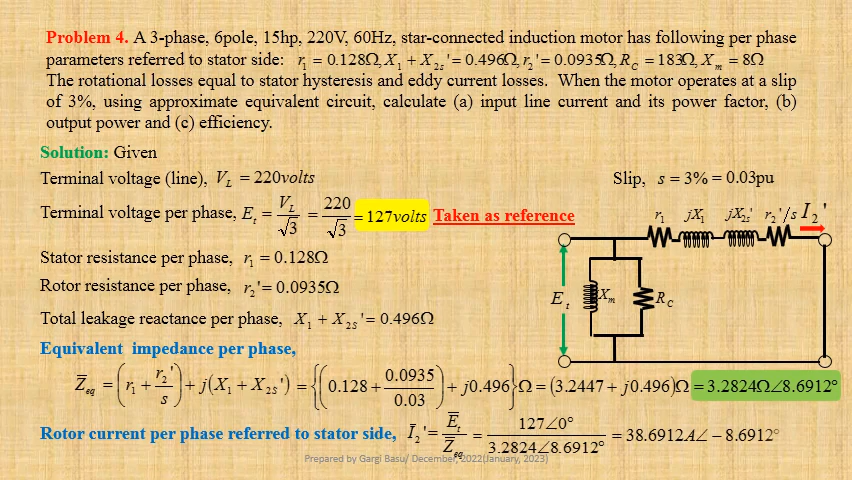 Problem 4. A 3-phase, 6pole, 15hp, 220V, 60Hz, star-connected induction motor has following per phase
parameters referred to stator side: r₁ = 0.128Ω, X₁ + X₂ₛ' = 0.496Ω, r₂' = 0.0935Ω, R_C = 183Ω, X_m = 8Ω
The rotational losses equal to stator hysteresis and eddy current losses. When the motor operates at a slip
of 3%, using approximate equivalent circuit, calculate (a) input line current and its power factor, (b)
output power and (c) efficiency.
Solution: Given
Terminal voltage (line), V_L = 220volts
Slip, s = 3% = 0.03pu
Terminal voltage per phase, E_t = V_L/√3 = 220/√3 = 127volts Taken as reference
Stator resistance per phase, r₁ = 0.128Ω
Rotor resistance per phase, r₂' = 0.0935Ω
Total leakage reactance per phase, X₁ + X₂ₛ' = 0.496Ω
r₁ jX₁ jX₂ₛ' r₂'/s I₂'
E_t X_m R_C
Equivalent impedance per phase,
Z̅_eq = (r₁ + r₂'/s) + j(X₁ + X₂ₛ') = {(0.128 + 0.0935/0.03) + j0.496}Ω = (3.2447 + j0.496)Ω = 3.2824Ω∠8.6912°
Rotor current per phase referred to stator side, I̅₂' = E̅_t/Z̅_eq = 127∠0°/3.2824∠8.6912° = 38.6912A∠ − 8.6912°
Prepared by Gargi Basu/ December, 2022(January, 2023)